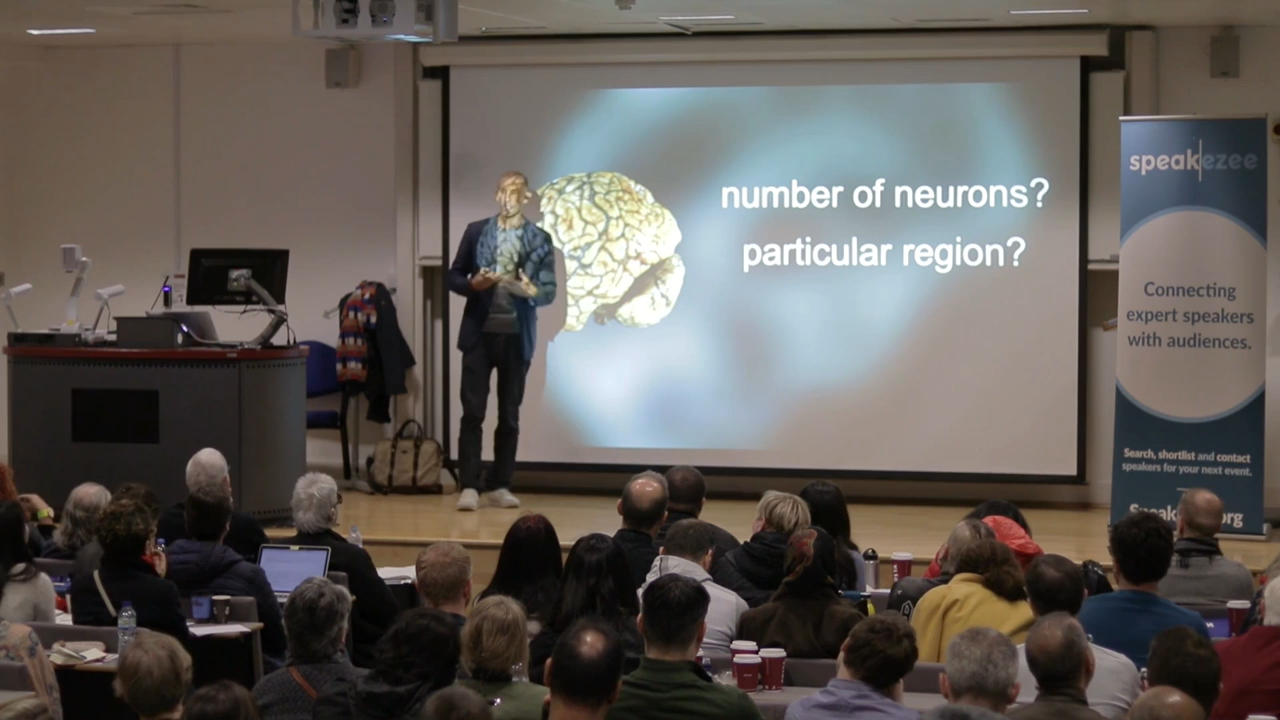 number of neurons?
particular region?
speakezee
Connecting
expert speakers
with audiences.
Search, shortlist and contact
speakers for your next event.